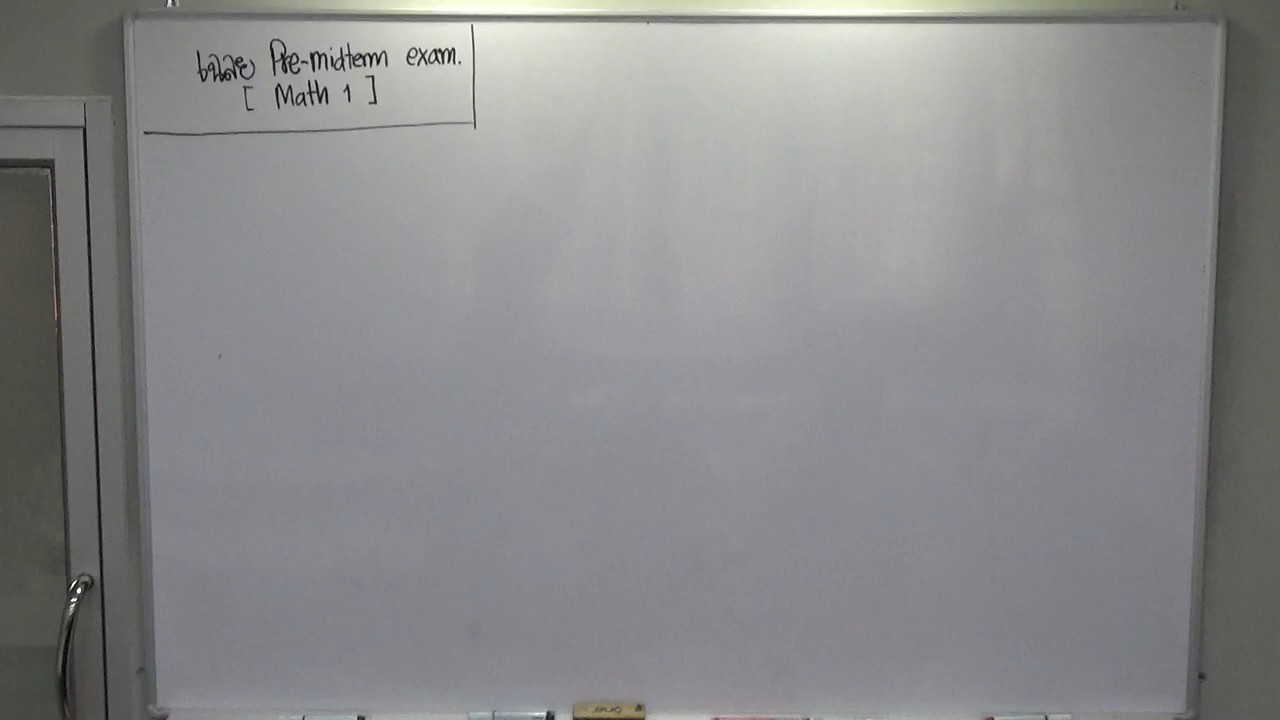 เฉลย Pre-midterm exam.
[ Math 1 ]